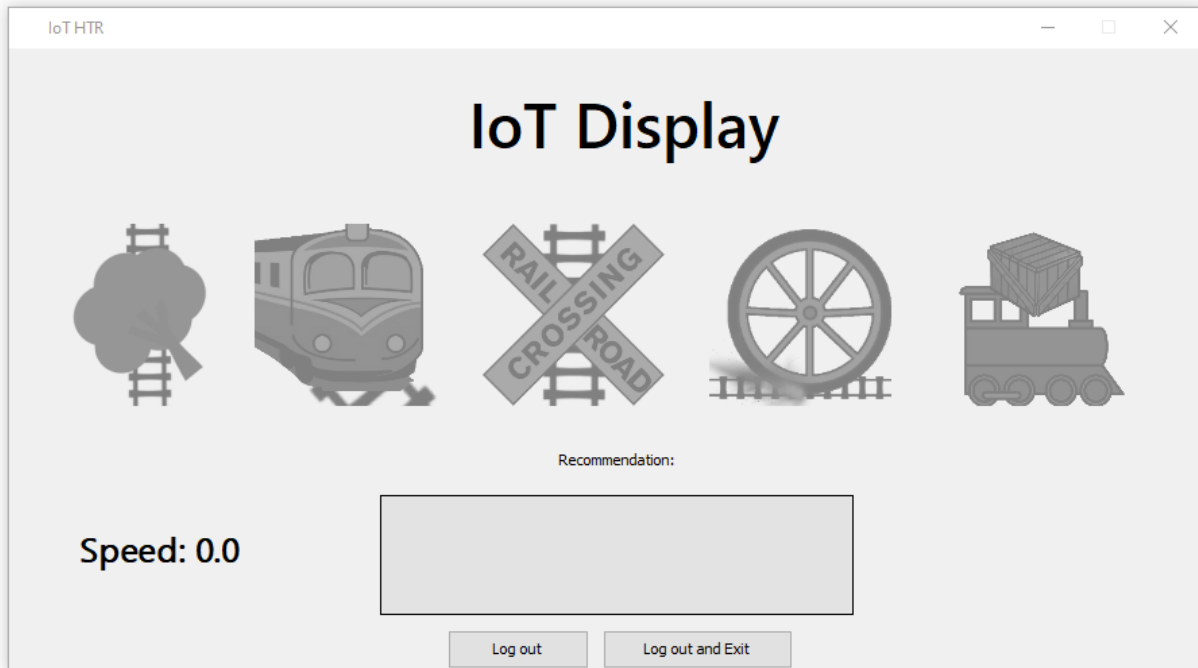 IoT HTR
IoT Display
RAIL ROAD
CROSSING
Recommendation:
Speed: 0.0
Log out
Log out and Exit